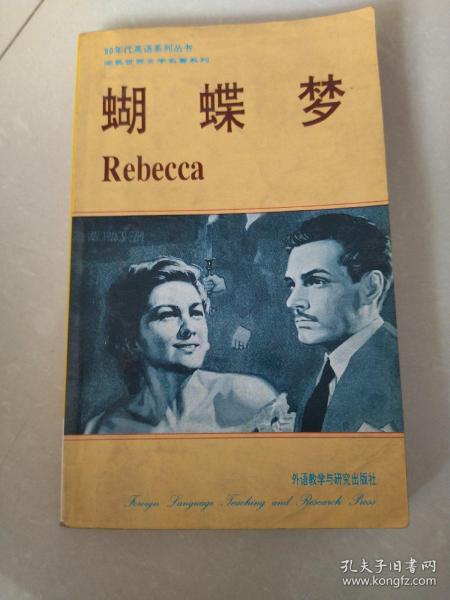 90年代英语系列丛书
世界文学名著系列
蝴蝶梦
Rebecca
外语教学与研究出版社
Foreign Language Teaching and Research Press
孔夫子旧书网
www.kongfz.com